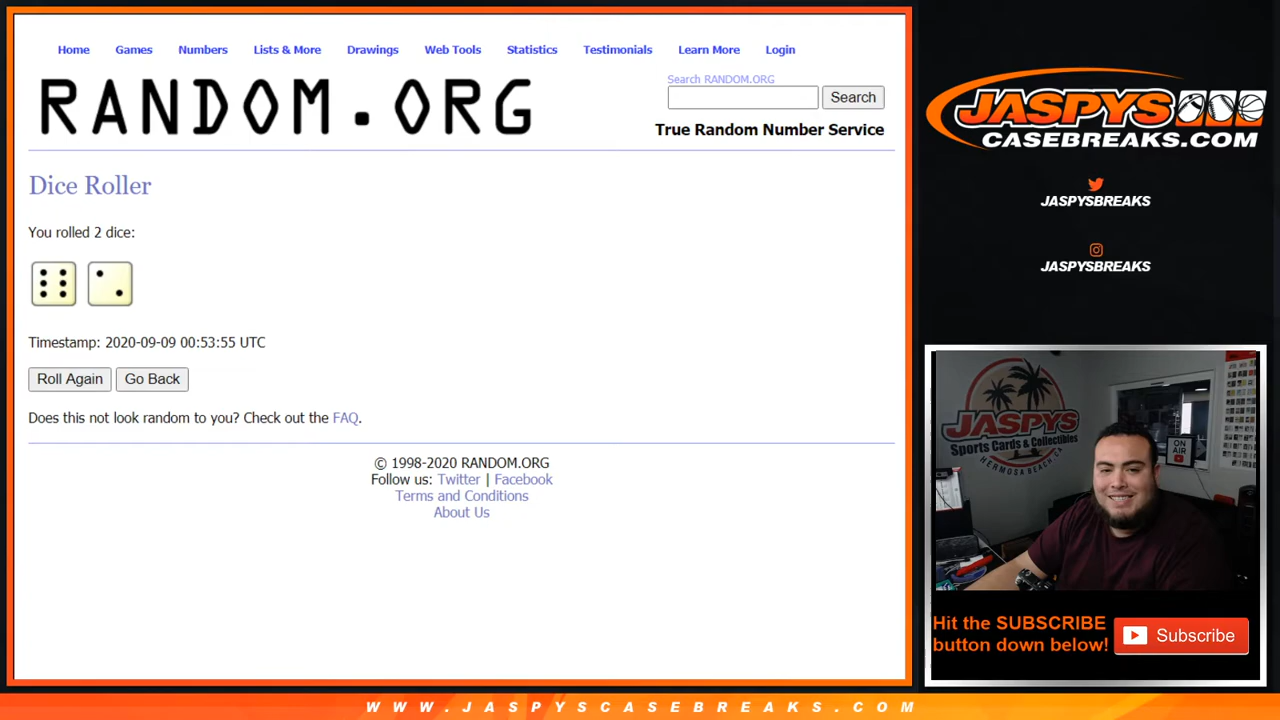 Home Games Numbers Lists & More Drawings Web Tools Statistics Testimonials Learn More Login
RANDOM.ORG
Search RANDOM.ORG
Search
True Random Number Service
Dice Roller
You rolled 2 dice:
Timestamp: 2020-09-09 00:53:55 UTC
Roll Again Go Back
Does this not look random to you? Check out the FAQ.
© 1998-2020 RANDOM.ORG
Follow us: Twitter | Facebook
Terms and Conditions
About Us
JASPYS
CASEBREAKS.COM
JASPYSBREAKS
JASPYSBREAKS
JASPYS
Sports Cards & Collectibles
HERMOSA BEACH CA
ON AIR
Hit the SUBSCRIBE
button down below!
Subscribe
WWW.JASPYSCASEBREAKS.COM